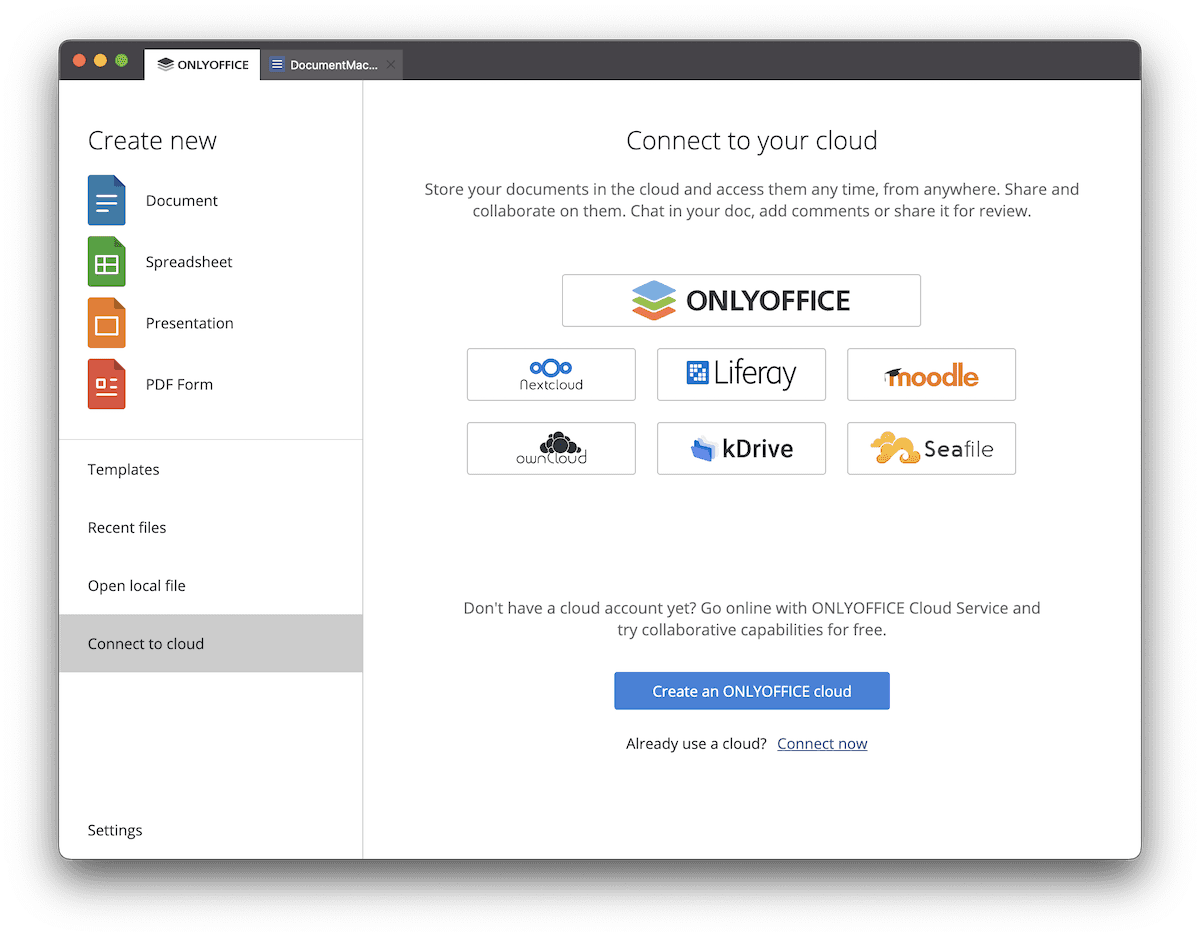 ONLYOFFICE
DocumentMac...
Create new
Document
Spreadsheet
Presentation
PDF Form
Templates
Recent files
Open local file
Connect to cloud
Settings
Connect to your cloud
Store your documents in the cloud and access them any time, from anywhere. Share and
collaborate on them. Chat in your doc, add comments or share it for review.
ONLYOFFICE
Nextcloud
Liferay
moodle
ownCloud
kDrive
Seafile
Don't have a cloud account yet? Go online with ONLYOFFICE Cloud Service and
try collaborative capabilities for free.
Create an ONLYOFFICE cloud
Already use a cloud? Connect now